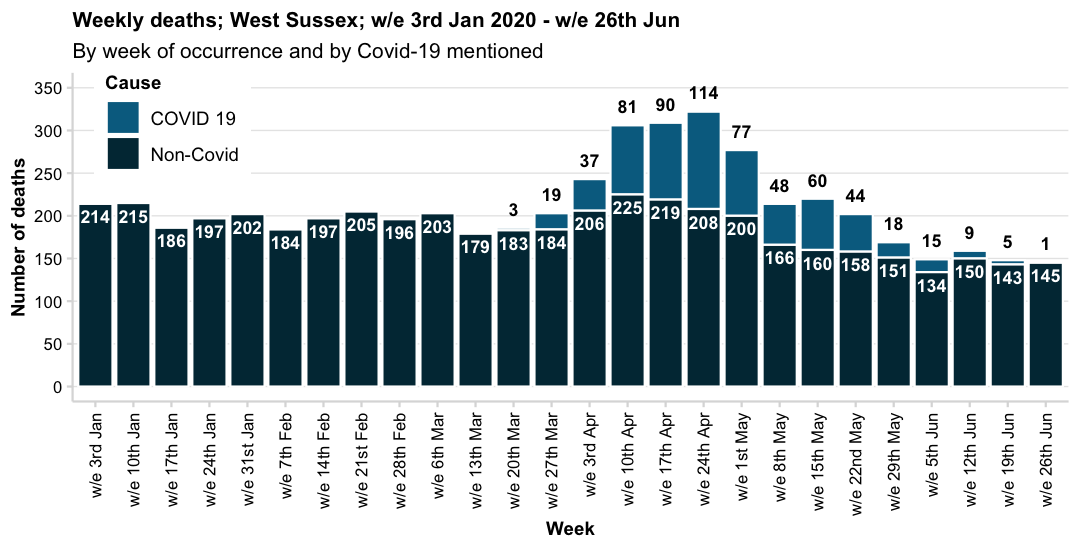 Weekly deaths; West Sussex; w/e 3rd Jan 2020 - w/e 26th Jun
By week of occurrence and by Covid-19 mentioned
Cause
COVID 19
Non-Covid
Number of deaths
350
300
250
200
150
100
50
0
3 19 37 81 90 114 77 48 60 44 18 15 9 5 1
214 215 186 197 202 184 197 205 196 203 179 183 184 206 225 219 208 200 166 160 158 151 134 150 143 145
w/e 3rd Jan
w/e 10th Jan
w/e 17th Jan
w/e 24th Jan
w/e 31st Jan
w/e 7th Feb
w/e 14th Feb
w/e 21st Feb
w/e 28th Feb
w/e 6th Mar
w/e 13th Mar
w/e 20th Mar
w/e 27th Mar
w/e 3rd Apr
w/e 10th Apr
w/e 17th Apr
w/e 24th Apr
w/e 1st May
w/e 8th May
w/e 15th May
w/e 22nd May
w/e 29th May
w/e 5th Jun
w/e 12th Jun
w/e 19th Jun
w/e 26th Jun
Week